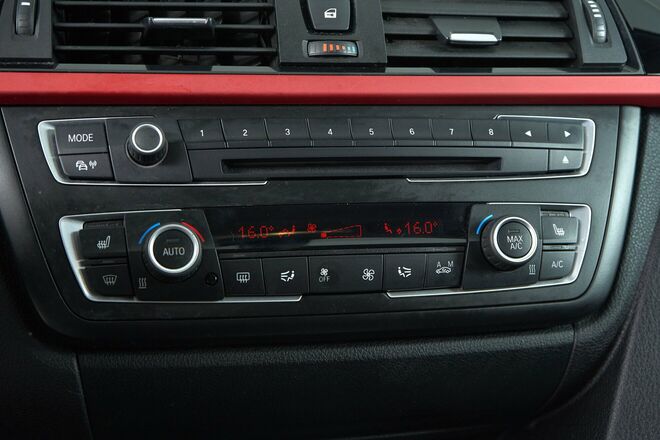 MODE 1 2 3 4 5 6 7 8
16.0° 16.0°
AUTO MAX A/C
OFF A M A/C